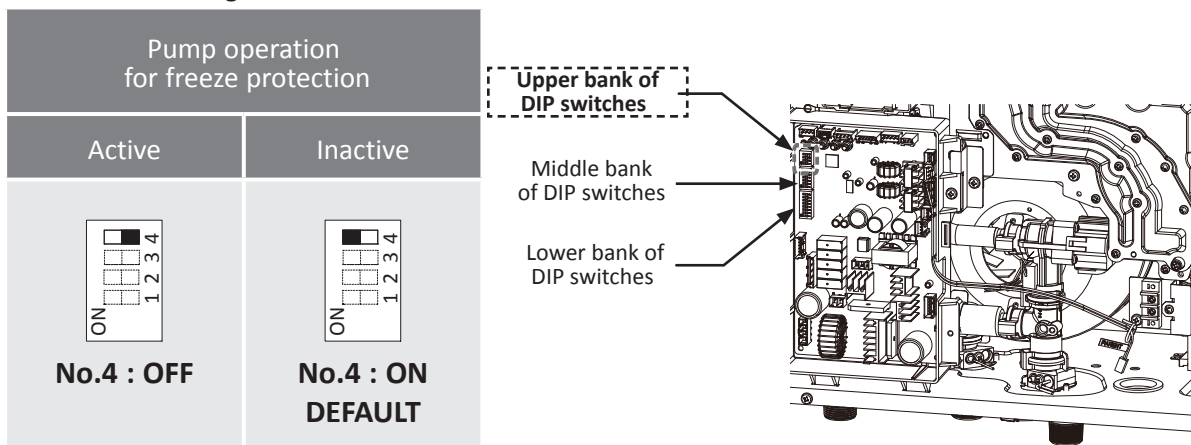 Pump operation
for freeze protection
Active
Inactive
ON
1 2 3 4
No.4 : OFF
ON
1 2 3 4
No.4 : ON
DEFAULT
Upper bank of
DIP switches
Middle bank
of DIP switches
Lower bank of
DIP switches